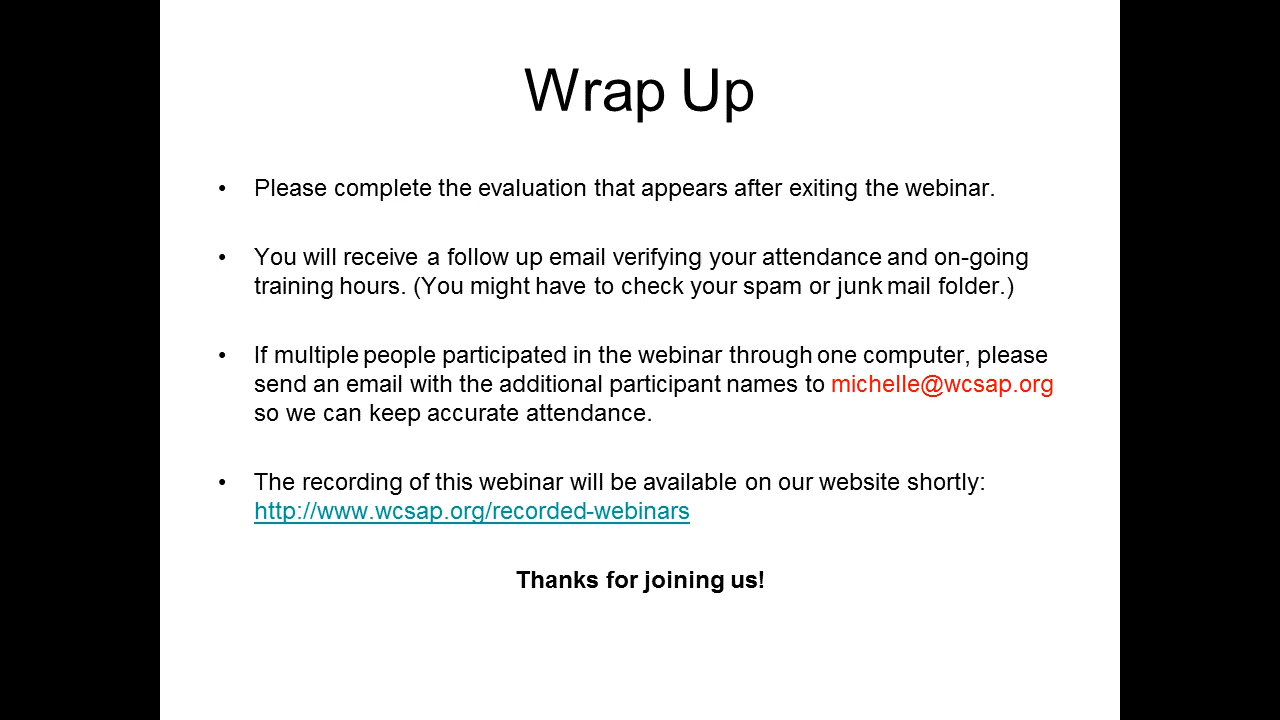 Wrap Up
• Please complete the evaluation that appears after exiting the webinar.
• You will receive a follow up email verifying your attendance and on-going
training hours. (You might have to check your spam or junk mail folder.)
• If multiple people participated in the webinar through one computer, please
send an email with the additional participant names to michelle@wcsap.org
so we can keep accurate attendance.
• The recording of this webinar will be available on our website shortly:
http://www.wcsap.org/recorded-webinars
Thanks for joining us!